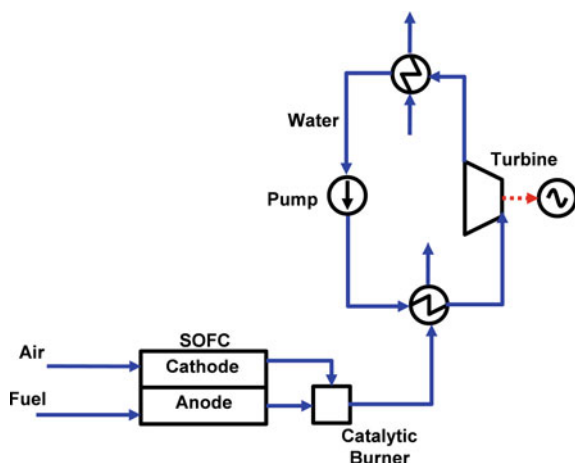 Water
Turbine
Pump
SOFC
Air
Cathode
Fuel
Anode
Catalytic
Burner